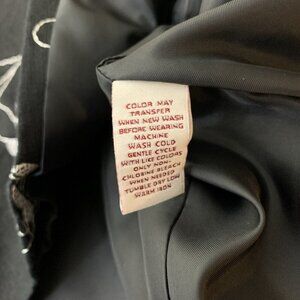 COLOR MAY
TRANSFER
WHEN NEW WASH
BEFORE WEARING
MACHINE
WASH COLD
GENTLE CYCLE
WITH LIKE COLORS
ONLY NON-
CHLORINE BLEACH
WHEN NEEDED
TUMBLE DRY LOW
WARM IRON